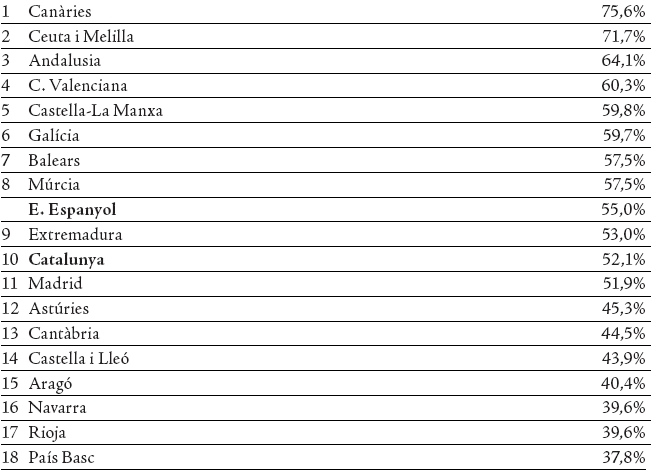 1 Canàries 75,6%
2 Ceuta i Melilla 71,7%
3 Andalusia 64,1%
4 C. Valenciana 60,3%
5 Castella-La Manxa 59,8%
6 Galícia 59,7%
7 Balears 57,5%
8 Múrcia 57,5%
E. Espanyol 55,0%
9 Extremadura 53,0%
10 Catalunya 52,1%
11 Madrid 51,9%
12 Astúries 45,3%
13 Cantàbria 44,5%
14 Castella i Lleó 43,9%
15 Aragó 40,4%
16 Navarra 39,6%
17 Rioja 39,6%
18 País Basc 37,8%